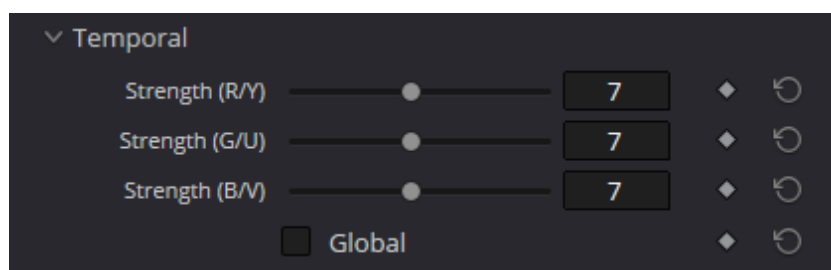 Temporal
Strength (R/Y) 7
Strength (G/U) 7
Strength (B/V) 7
Global